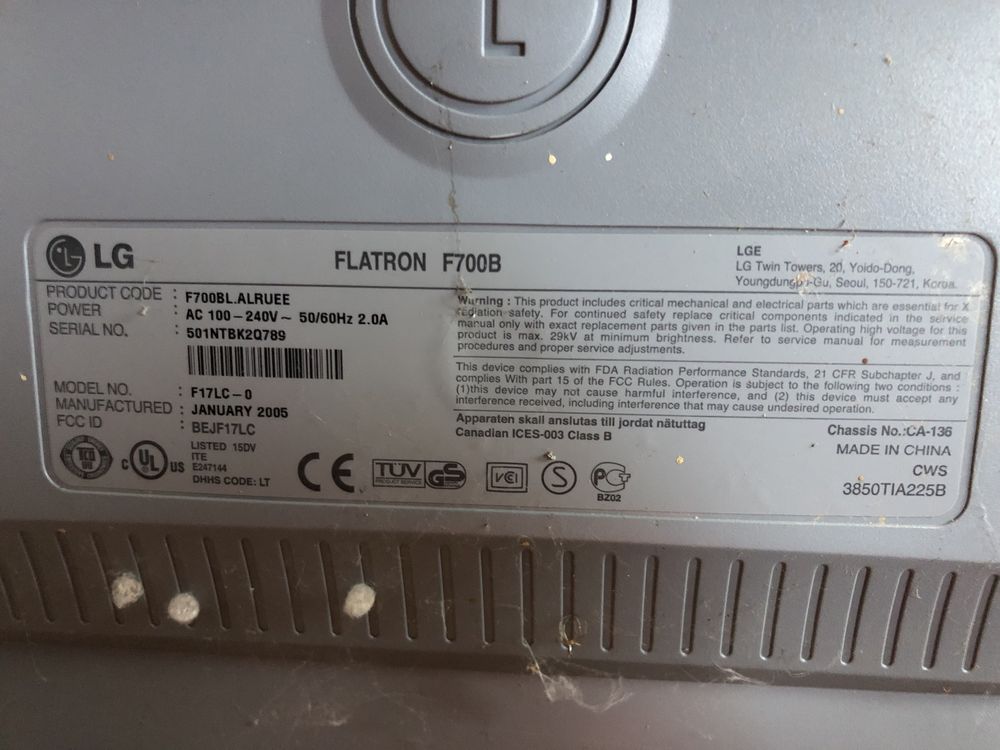 L
LG
FLATRON F700B
LGE
LG Twin Towers, 20, Yoido-Dong,
Youngdungpo-Gu, Seoul, 150-721, Korea.
PRODUCT CODE : F700BL.ALRUEE
POWER : AC 100-240V~ 50/60Hz 2.0A
SERIAL NO. : 501NTBK2Q789
MODEL NO. : F17LC-0
MANUFACTURED : JANUARY 2005
FCC ID : BEJF17LC
Warning : This product includes critical mechanical and electrical parts which are essential for X
radiation safety. For continued safety replace critical components indicated in the service
manual only with exact replacement parts given in the parts list. Operating high voltage for this
product is max. 29kV at minimum brightness. Refer to service manual for measurement
procedures and proper service adjustments.
This device complies with FDA Radiation Performance Standards, 21 CFR Subchapter J, and
complies With part 15 of the FCC Rules. Operation is subject to the following two conditions :
(1)this device may not cause harmful interference, and (2) this device must accept any
interference received, including interference that may cause undesired operation.
Apparaten skall anslutas till jordat nätuttag
Canadian ICES-003 Class B
Chassis No.:CA-136
MADE IN CHINA
CWS
3850TIA225B
TCO
99
C UL US
LISTED 15DV
ITE
E247144
DHHS CODE: LT
CE
TÜV
PRODUCT SERVICE
GS
VCI
S
PC
BZ02